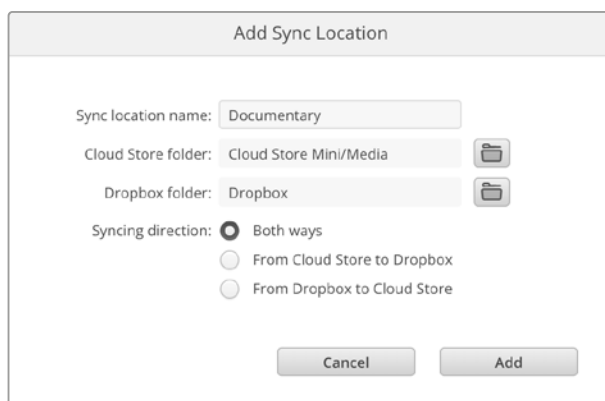 Add Sync Location
Sync location name: Documentary
Cloud Store folder: Cloud Store Mini/Media
Dropbox folder: Dropbox
Syncing direction: Both ways
From Cloud Store to Dropbox
From Dropbox to Cloud Store
Cancel Add